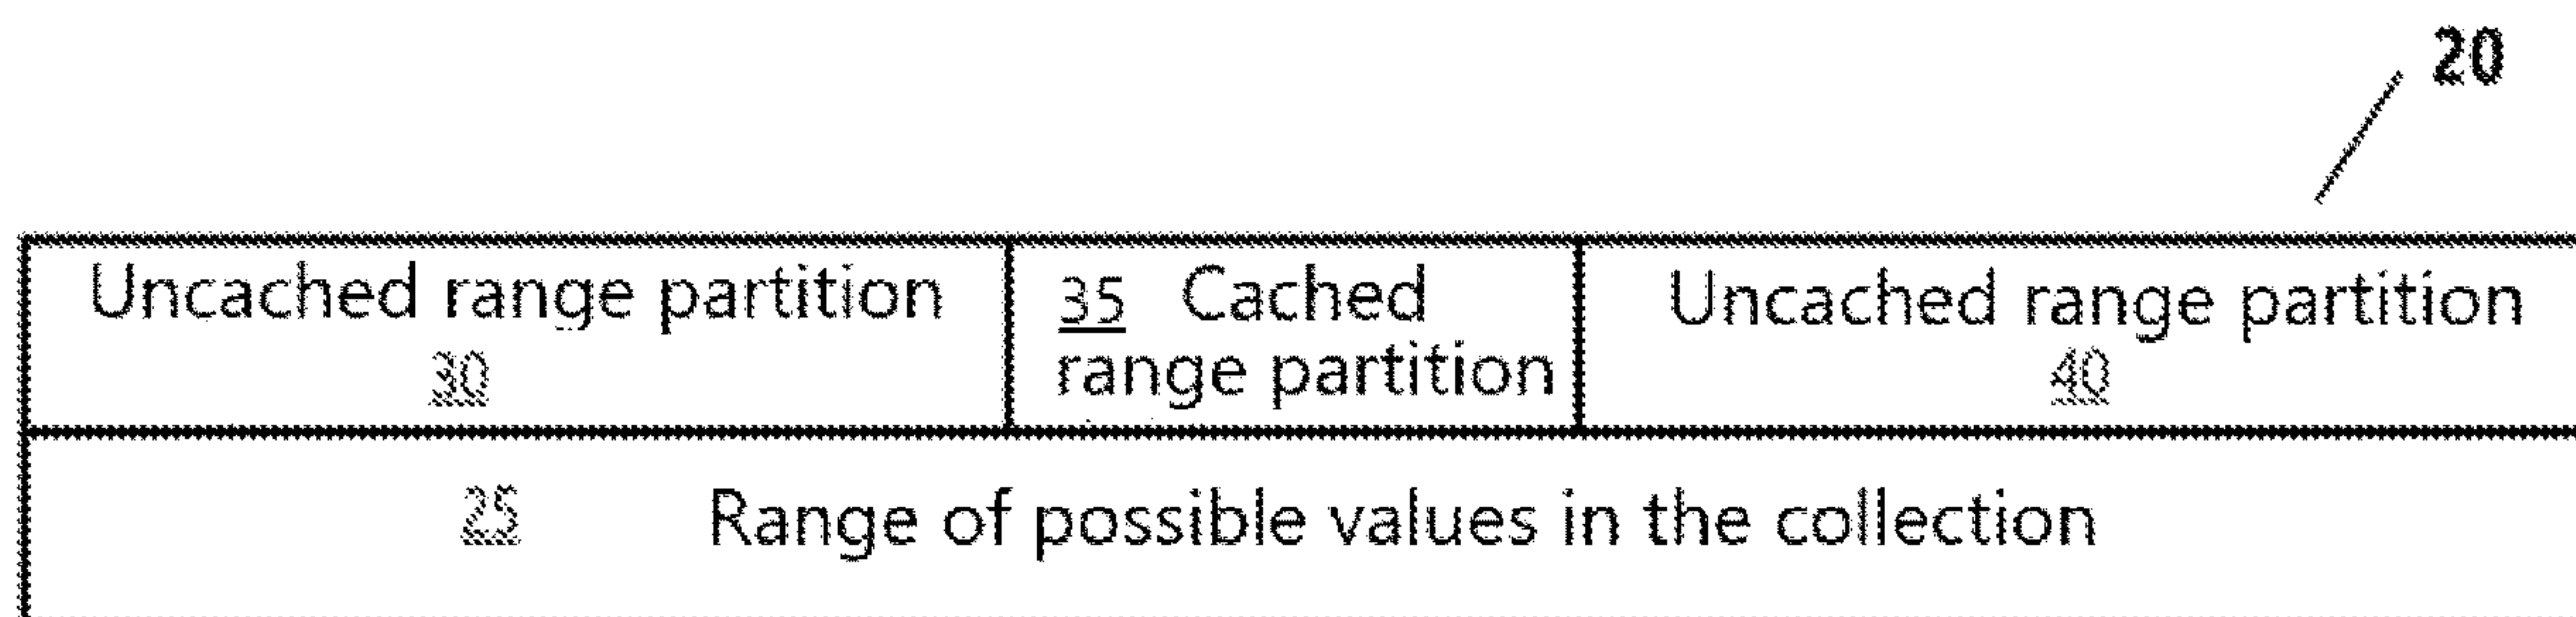 20
Uncached range partition
30
35 Cached
range partition
Uncached range partition
40
25 Range of possible values in the collection